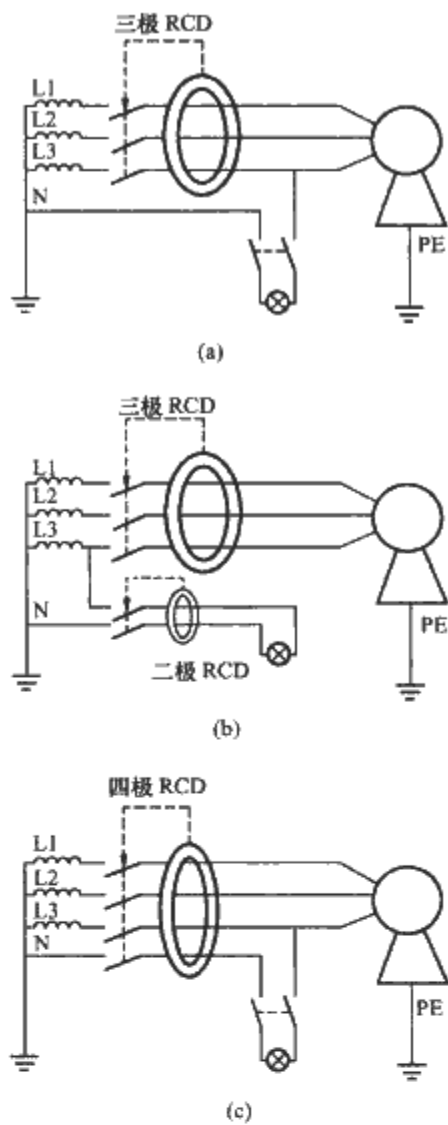 三极 RCD
L1
L2
L3
N
PE
(a)
三极 RCD
L1
L2
L3
N
PE
二极 RCD
(b)
四极 RCD
L1
L2
L3
N
PE
(c)